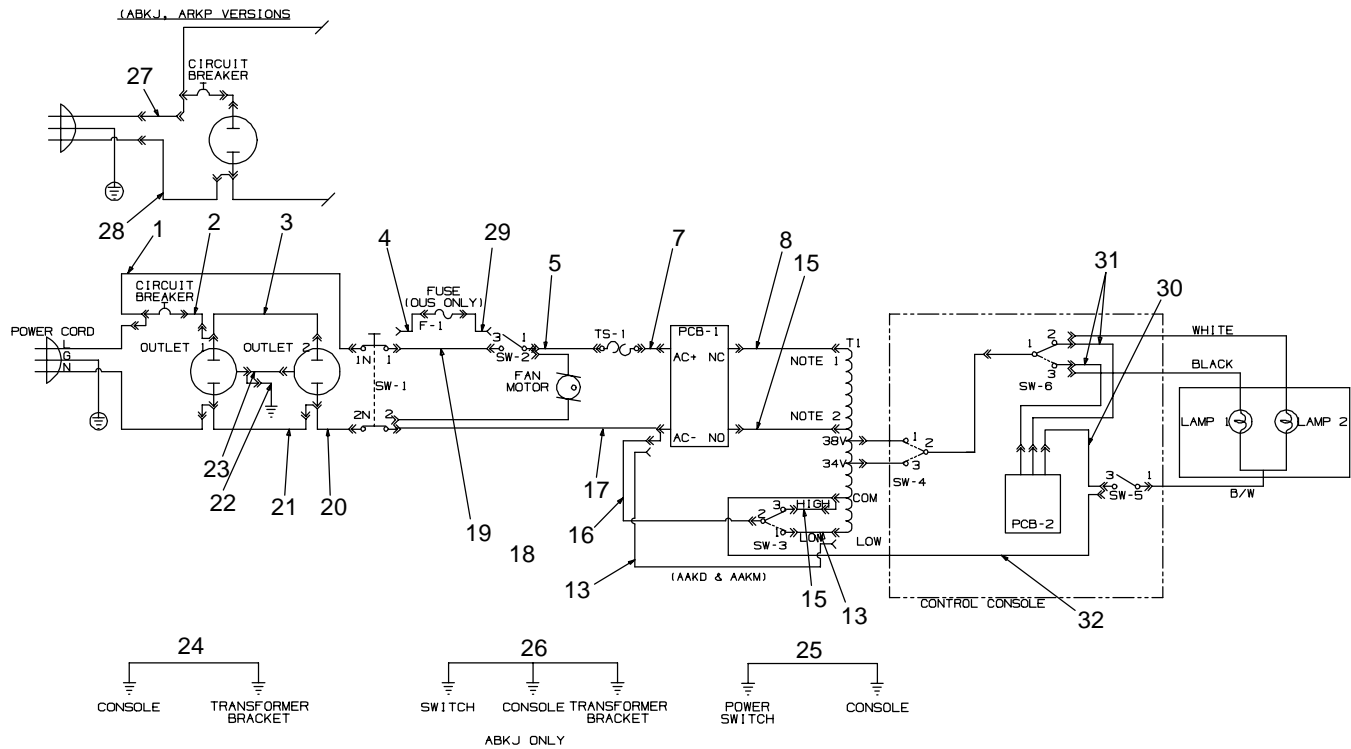 (ABKJ, ARKP VERSIONS
27
CIRCUIT
BREAKER
28
1
2
3
4
29
5
7
8
15
31
30
CIRCUIT
BREAKER
FUSE
(OUS ONLY)
F-1
POWER CORD
L
G
N
OUTLET 1
OUTLET 2
1N
1
SW-1
2N
2
3
1
SW-2
FAN
MOTOR
TS-1
PCB-1
AC+
NC
AC-
NO
NOTE 1
NOTE 2
T1
38V
34V
COM
LOW
1
2
3
SW-4
1
2
3
SW-6
WHITE
BLACK
LAMP 1
LAMP 2
B/W
PCB-2
3
1
SW-5
23
22
21
20
19
18
17
16
13
2
3
HIGH
1
LOW
SW-3
(AAKD & AAKM)
15
13
CONTROL CONSOLE
32
24
CONSOLE
TRANSFORMER
BRACKET
26
SWITCH
CONSOLE
TRANSFORMER
BRACKET
ABKJ ONLY
25
POWER
SWITCH
CONSOLE